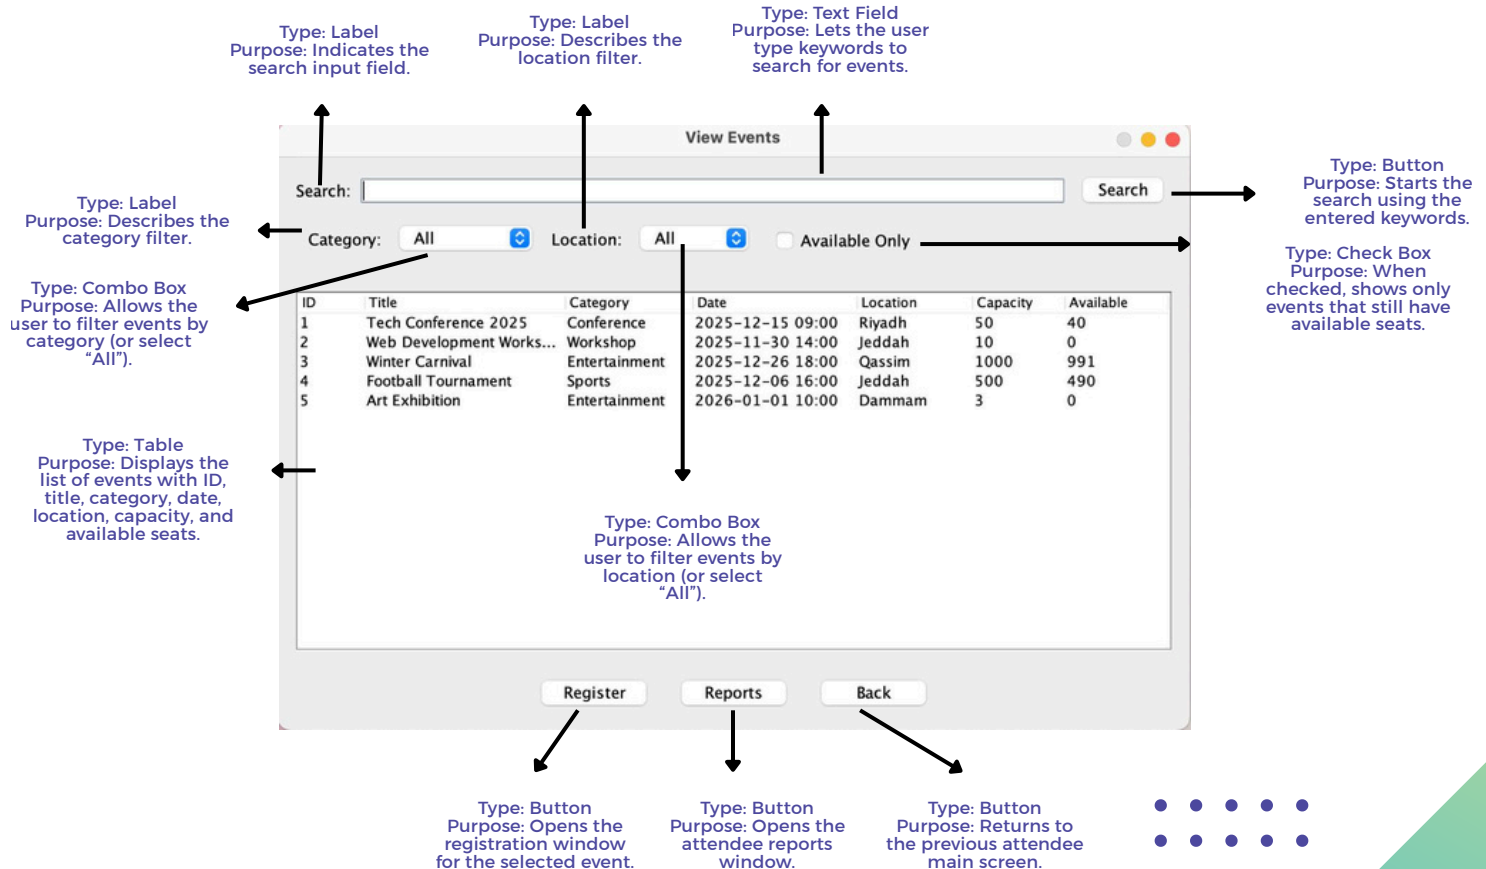 Type: Label
Purpose: Indicates the
search input field.
Type: Label
Purpose: Describes the
location filter.
Type: Text Field
Purpose: Lets the user
type keywords to
search for events.
View Events
Search:
Search
Type: Button
Purpose: Starts the
search using the
entered keywords.
Type: Label
Purpose: Describes the
category filter.
Category: All Location: All Available Only
Type: Check Box
Purpose: When
checked, shows only
events that still have
available seats.
Type: Combo Box
Purpose: Allows the
user to filter events by
category (or select
“All”).
ID Title Category Date Location Capacity Available
1 Tech Conference 2025 Conference 2025-12-15 09:00 Riyadh 50 40
2 Web Development Works... Workshop 2025-11-30 14:00 Jeddah 10 0
3 Winter Carnival Entertainment 2025-12-26 18:00 Qassim 1000 991
4 Football Tournament Sports 2025-12-06 16:00 Jeddah 500 490
5 Art Exhibition Entertainment 2026-01-01 10:00 Dammam 3 0
Type: Table
Purpose: Displays the
list of events with ID,
title, category, date,
location, capacity, and
available seats.
Type: Combo Box
Purpose: Allows the
user to filter events by
location (or select
“All”).
Register Reports Back
Type: Button
Purpose: Opens the
registration window
for the selected event.
Type: Button
Purpose: Opens the
attendee reports
window.
Type: Button
Purpose: Returns to
the previous attendee
main screen.